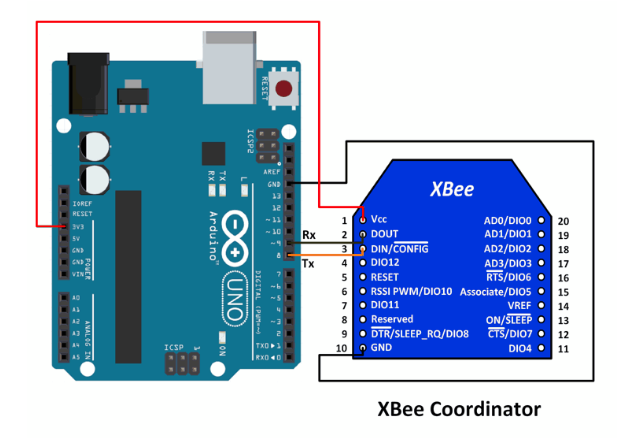 RESET
ICSP2
AREF
GND
13
12
~11
~10
~9
8
7
~6
~5
4
~3
2
TXO▶1
RXO◀0
DIGITAL (PWM~)
L
TX
RX
Arduino™
UNO
ON
ICSP
1
IOREF
RESET
3V3
5V
GND
GND
VIN
POWER
A0
A1
A2
A3
A4
A5
ANALOG IN
Rx
Tx
XBee
1 Vcc AD0/DIO0 20
2 DOUT AD1/DIO1 19
3 DIN/CONFIG AD2/DIO2 18
4 DIO12 AD3/DIO3 17
5 RESET RTS/DIO6 16
6 RSSI PWM/DIO10 Associate/DIO5 15
7 DIO11 VREF 14
8 Reserved ON/SLEEP 13
9 DTR/SLEEP_RQ/DIO8 CTS/DIO7 12
10 GND DIO4 11
XBee Coordinator